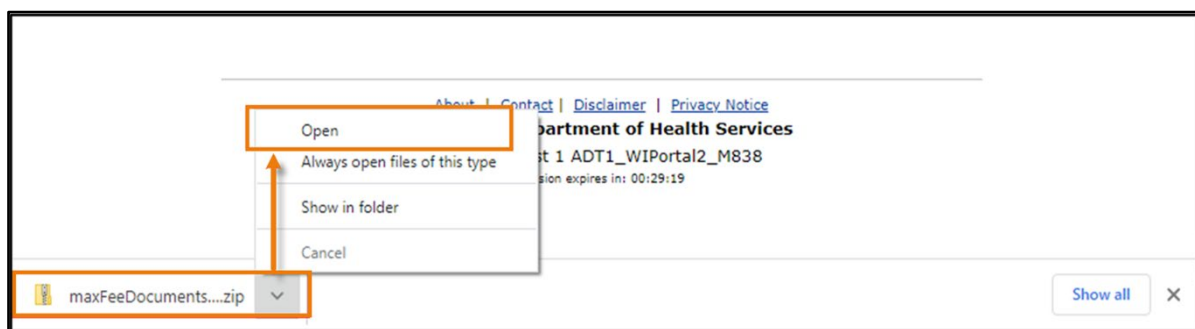 About | Contact | Disclaimer | Privacy Notice
partment of Health Services
st 1 ADT1_WIPortal2_M838
sion expires in: 00:29:19
Open
Always open files of this type
Show in folder
Cancel
maxFeeDocuments....zip
Show all